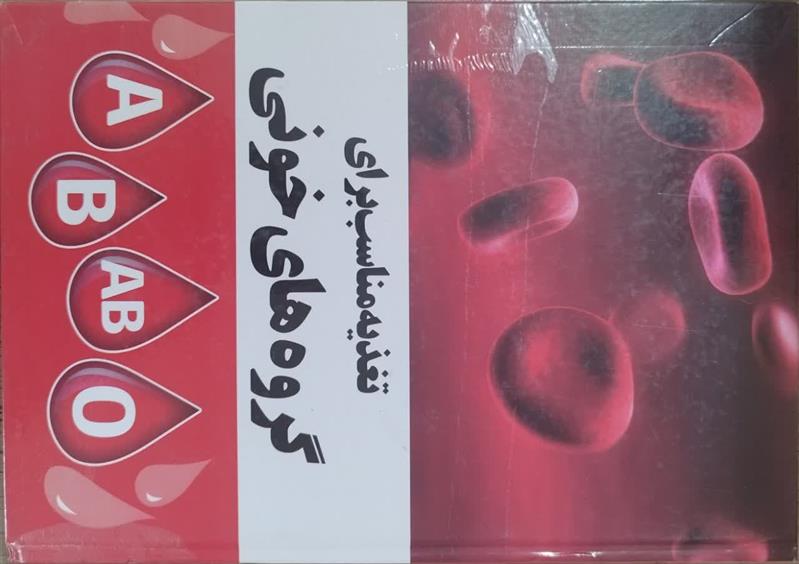 تغذیه مناسب برای
گروه های خونی
A B AB O